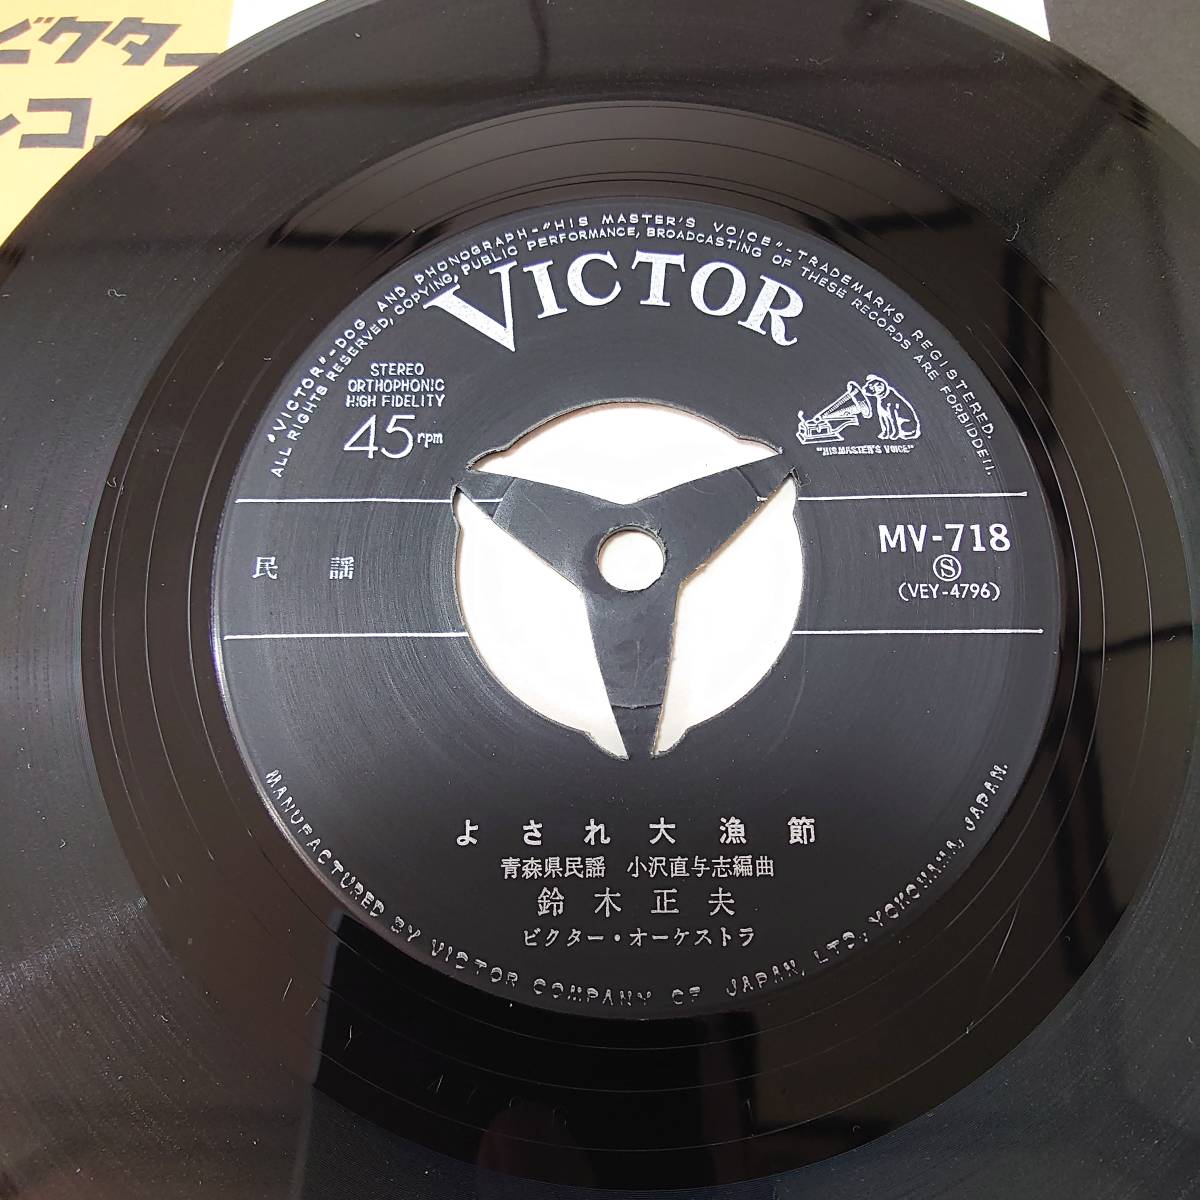 ビクター
レコー
"VICTOR"-DOG AND PHONOGRAPH-"HIS MASTER'S VOICE"-TRADEMARKS REGISTERED.
ALL RIGHTS RESERVED, COPYING, PUBLIC PERFORMANCE, BROADCASTING OF THESE RECORDS ARE FORBIDDEN.
VICTOR
STEREO
ORTHOPHONIC
HIGH FIDELITY
45 rpm
"HIS MASTER'S VOICE"
MV-718
Ⓢ
民謡
(VEY-4796)
よされ大漁節
青森県民謡 小沢直与志編曲
鈴木正夫
ビクター・オーケストラ
MANUFACTURED BY VICTOR COMPANY OF JAPAN, LTD., YOKOHAMA, JAPAN.